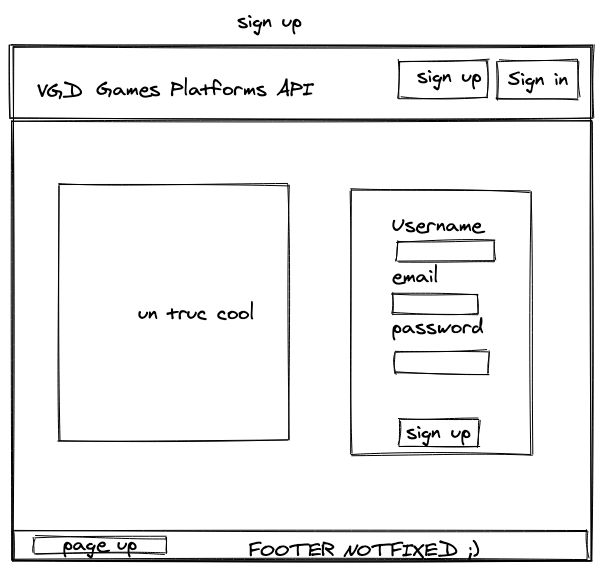 sign up
VGD Games Platforms API
sign up
Sign in
un truc cool
Username
email
password
sign up
page up
FOOTER NOTFIXED ;)